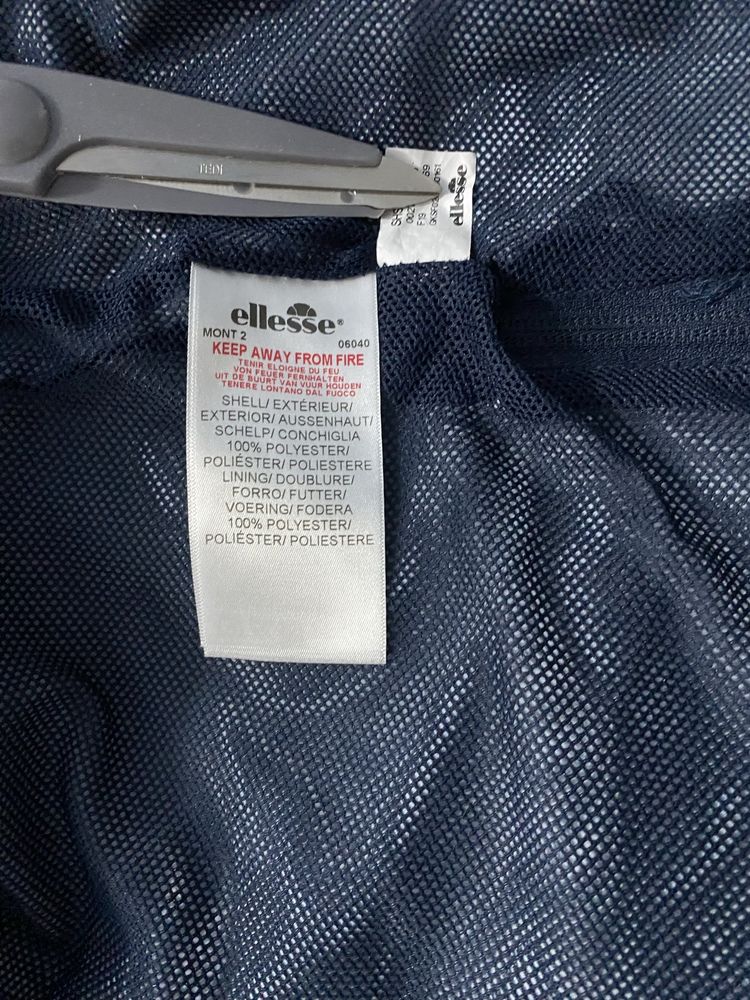 TEDI
ellesse
F19
ellesse®
MONT 2
06040
KEEP AWAY FROM FIRE
TENIR ELOIGNE DU FEU
VON FEUER FERNHALTEN
UIT DE BUURT VAN VUUR HOUDEN
TENERE LONTANO DAL FUOCO
SHELL/ EXTÉRIEUR/
EXTERIOR/ AUSSENHAUT/
SCHELP/ CONCHIGLIA
100% POLYESTER/
POLIÉSTER/ POLIESTERE
LINING/ DOUBLURE/
FORRO/ FUTTER/
VOERING/ FODERA
100% POLYESTER/
POLIÉSTER/ POLIESTERE